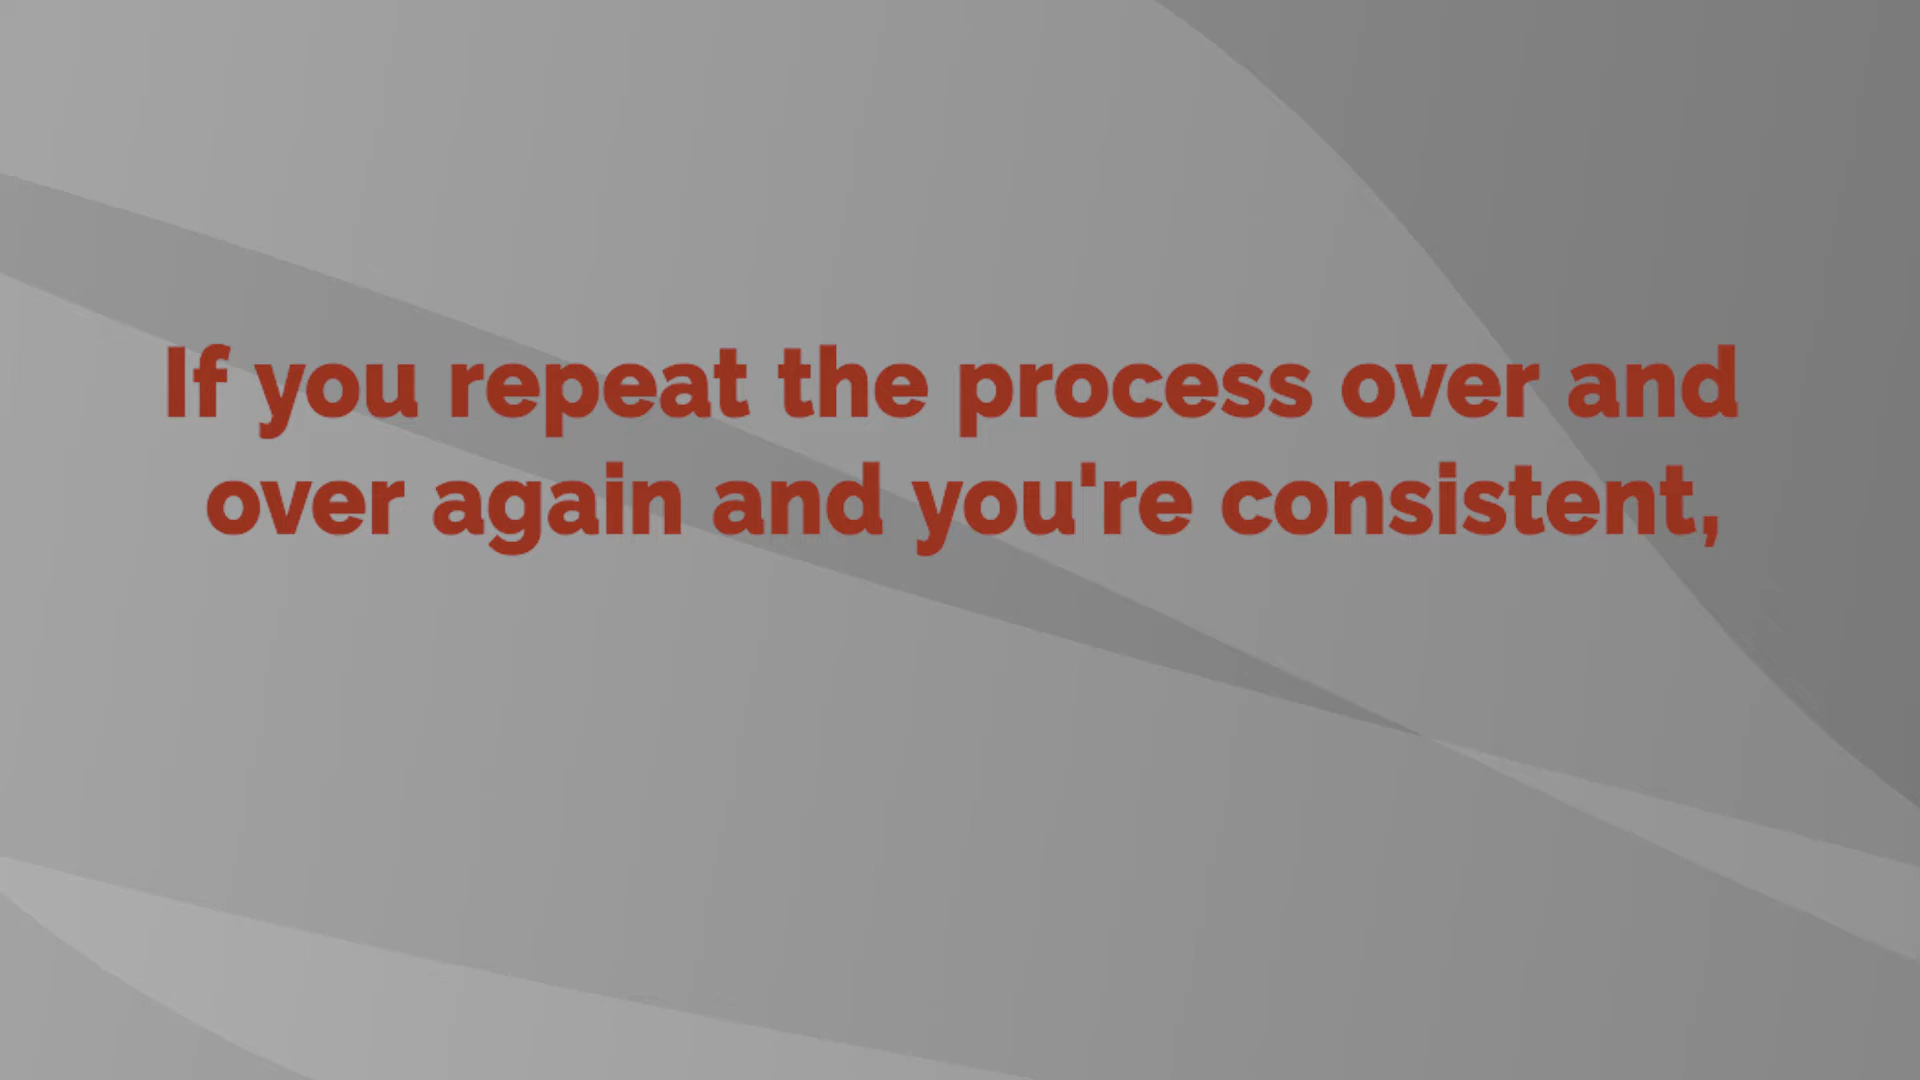 If you repeat the process over and
over again and you're consistent,